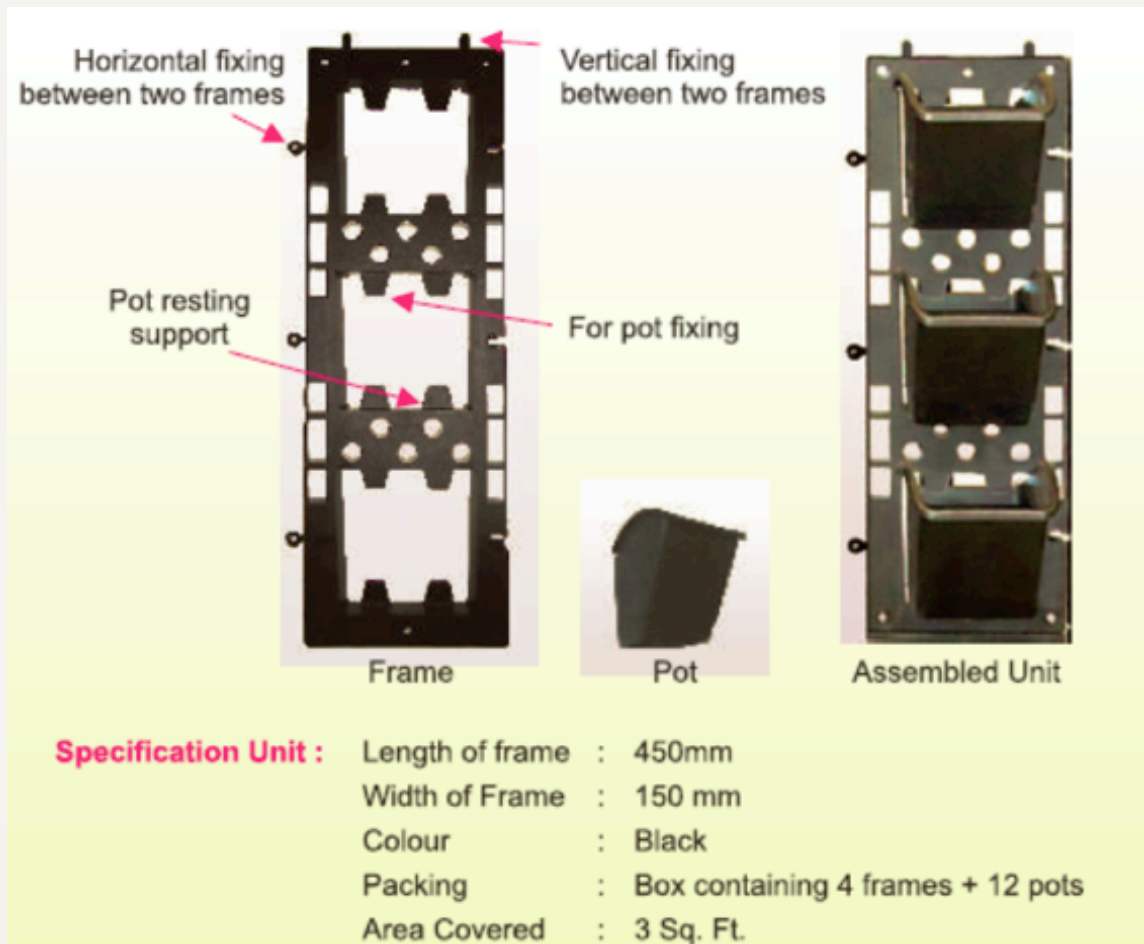 Horizontal fixing
between two frames
Vertical fixing
between two frames
Pot resting
support
For pot fixing
Frame
Pot
Assembled Unit
Specification Unit : Length of frame : 450mm
Width of Frame : 150 mm
Colour : Black
Packing : Box containing 4 frames + 12 pots
Area Covered : 3 Sq. Ft.